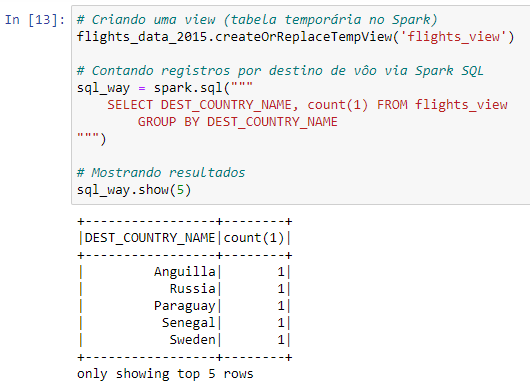 In [13]: # Criando uma view (tabela temporária no Spark)
flights_data_2015.createOrReplaceTempView('flights_view')

# Contando registros por destino de vôo via Spark SQL
sql_way = spark.sql("""
    SELECT DEST_COUNTRY_NAME, count(1) FROM flights_view
        GROUP BY DEST_COUNTRY_NAME
""")

# Mostrando resultados
sql_way.show(5)

+-----------------+--------+
|DEST_COUNTRY_NAME|count(1)|
+-----------------+--------+
|         Anguilla|       1|
|           Russia|       1|
|         Paraguay|       1|
|          Senegal|       1|
|           Sweden|       1|
+-----------------+--------+
only showing top 5 rows